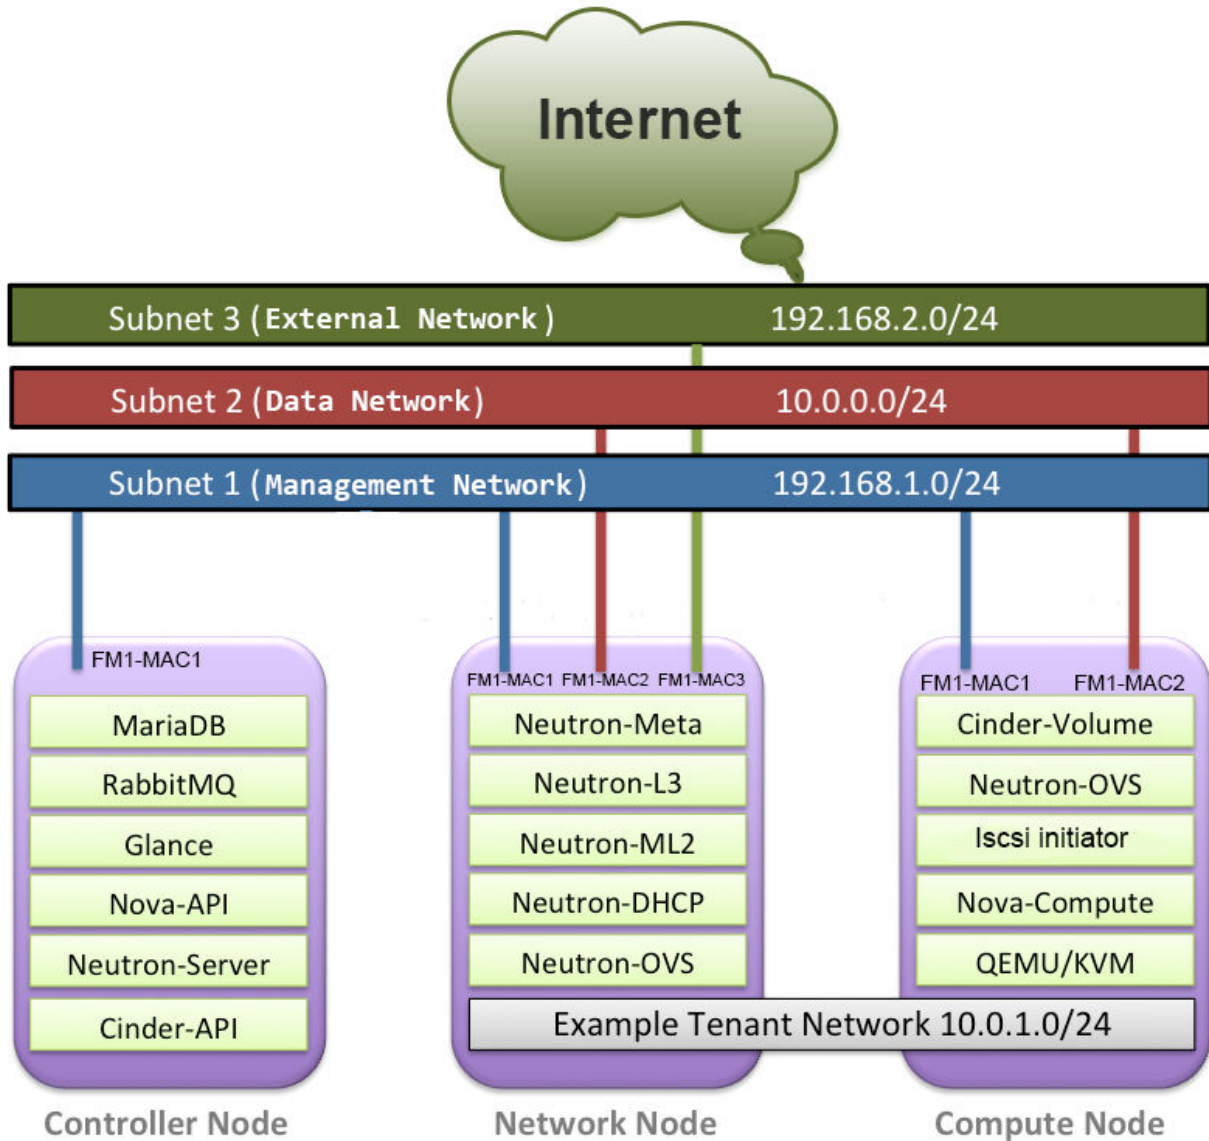 Internet
Subnet 3 (External Network) 192.168.2.0/24
Subnet 2 (Data Network) 10.0.0.0/24
Subnet 1 (Management Network) 192.168.1.0/24
FM1-MAC1
MariaDB
RabbitMQ
Glance
Nova-API
Neutron-Server
Cinder-API
Controller Node
FM1-MAC1 FM1-MAC2 FM1-MAC3
Neutron-Meta
Neutron-L3
Neutron-ML2
Neutron-DHCP
Neutron-OVS
Network Node
FM1-MAC1 FM1-MAC2
Cinder-Volume
Neutron-OVS
Iscsi initiator
Nova-Compute
QEMU/KVM
Example Tenant Network 10.0.1.0/24
Compute Node